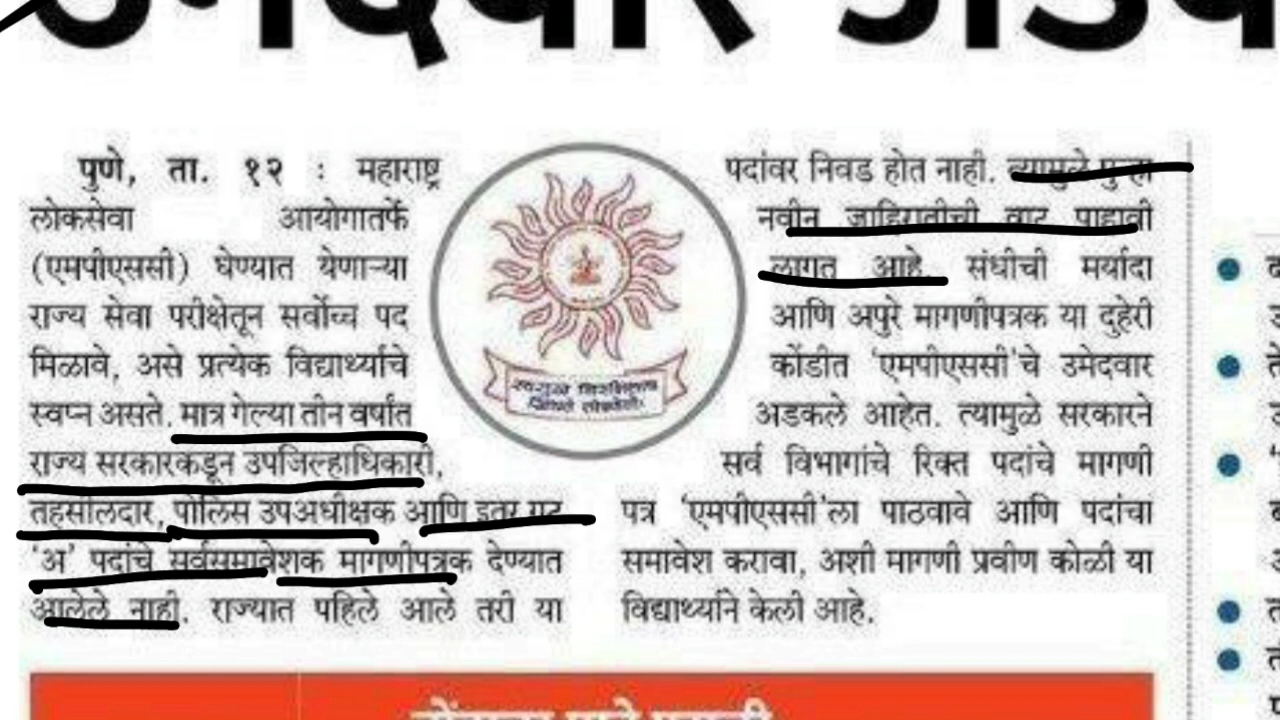 उमेदवार अडक
पुणे, ता. १२ : महाराष्ट्र
लोकसेवा आयोगातर्फे
(एमपीएससी) घेण्यात येणाऱ्या
राज्य सेवा परीक्षेतून सर्वोच्च पद
मिळावे, असे प्रत्येक विद्यार्थ्यांचे
स्वप्न असते. मात्र गेल्या तीन वर्षांत
राज्य सरकारकडून उपजिल्हाधिकारी,
तहसीलदार, पोलिस उपअधीक्षक आणि इतर गट
'अ' पदांचे सर्वसमावेशक मागणीपत्रक देण्यात
आलेले नाही. राज्यात पहिले आले तरी या
पदांवर निवड होत नाही. त्यामुळे पुन्हा
नवीन जाहिरातीची वाट पाहावी
लागत आहे. संधीची मर्यादा
आणि अपुरे मागणीपत्रक या दुहेरी
कोंडीत 'एमपीएससी'चे उमेदवार
अडकले आहेत. त्यामुळे सरकारने
सर्व विभागांचे रिक्त पदांचे मागणी
पत्र 'एमपीएससी'ला पाठवावे आणि पदांचा
समावेश करावा, अशी मागणी प्रवीण कोळी या
विद्यार्थ्याने केली आहे.